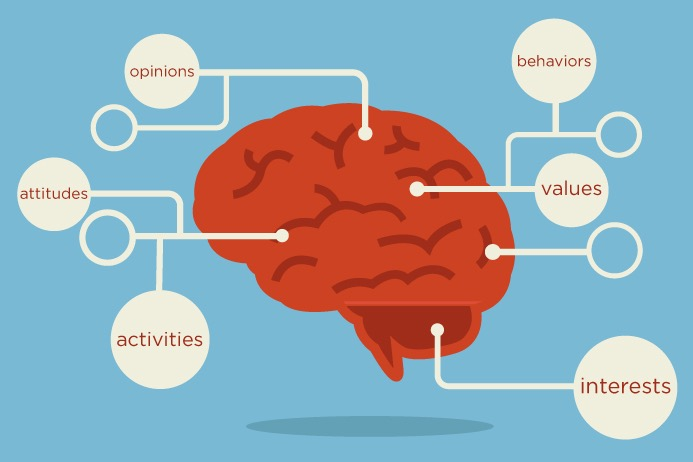 opinions
behaviors
attitudes
values
activities
interests